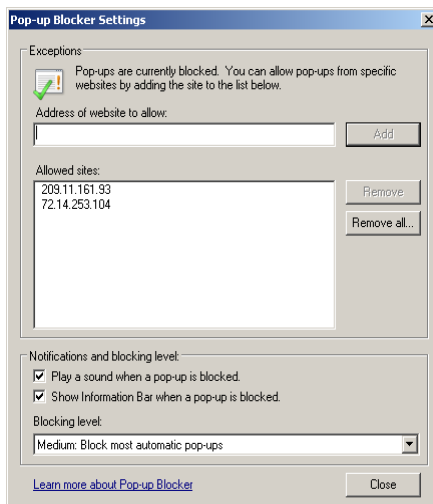 Pop-up Blocker Settings
Exceptions
Pop-ups are currently blocked. You can allow pop-ups from specific
websites by adding the site to the list below.
Address of website to allow:
Add
Allowed sites:
209.11.161.93
72.14.253.104
Remove
Remove all...
Notifications and blocking level:
Play a sound when a pop-up is blocked.
Show Information Bar when a pop-up is blocked.
Blocking level:
Medium: Block most automatic pop-ups
Learn more about Pop-up Blocker
Close